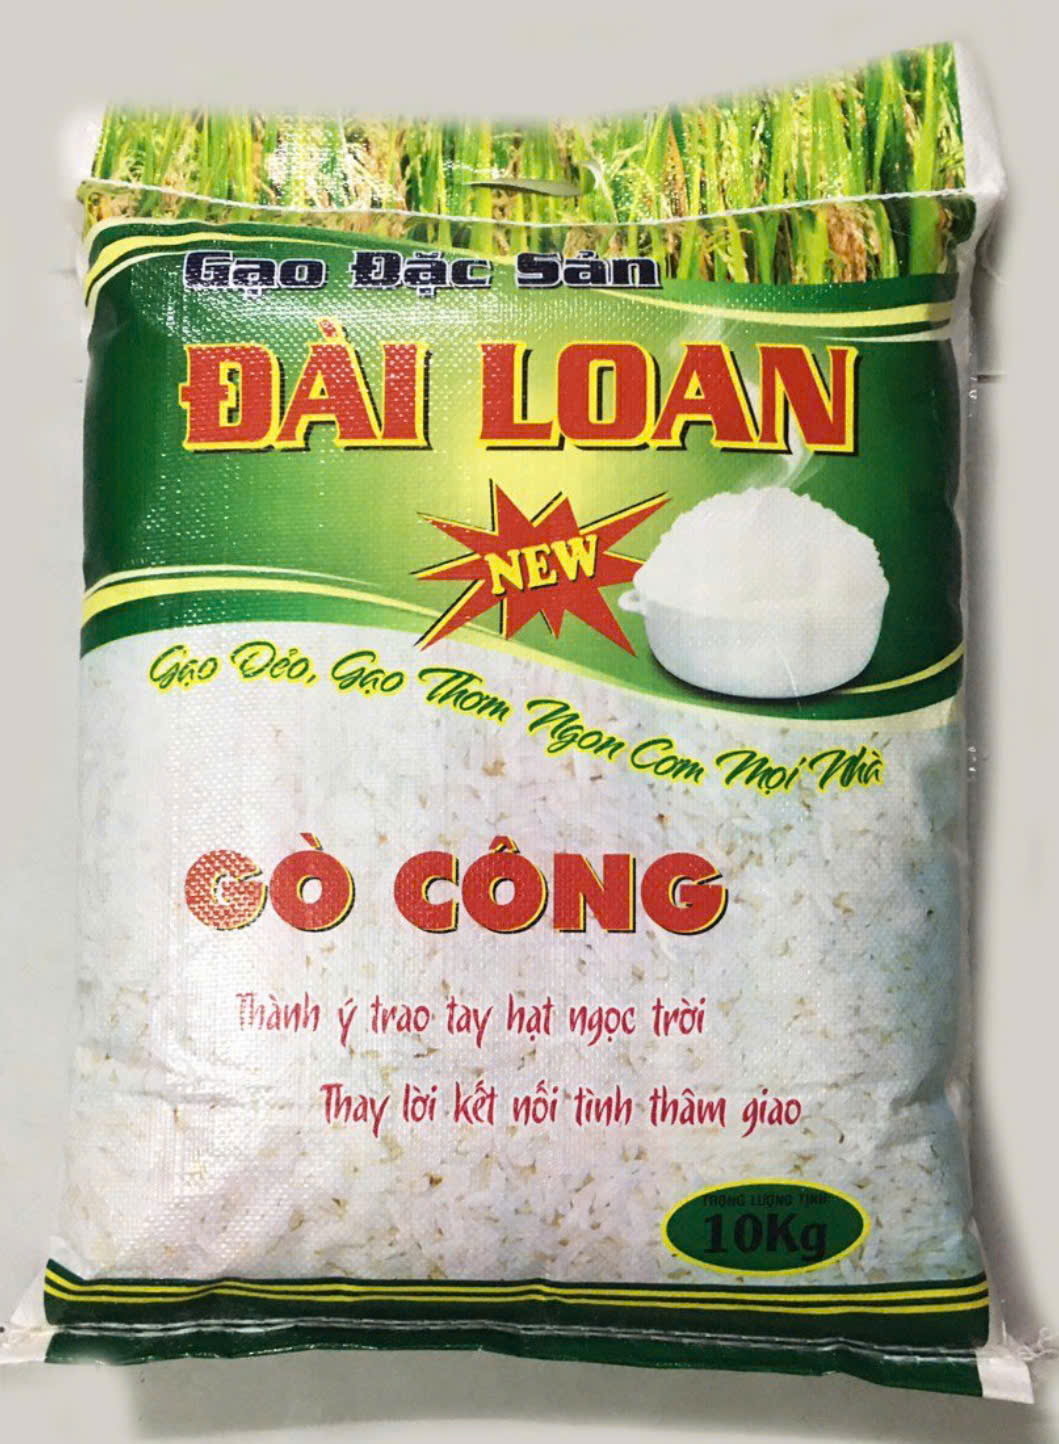 Gạo Đặc Sản
ĐÀI LOAN
NEW
Gạo Dẻo, Gạo Thơm Ngon Cơm Mọi Nhà
GÒ CÔNG
Thành ý trao tay hạt ngọc trời
Thay lời kết nối tình thâm giao
TRỌNG LƯỢNG TỊNH
10Kg